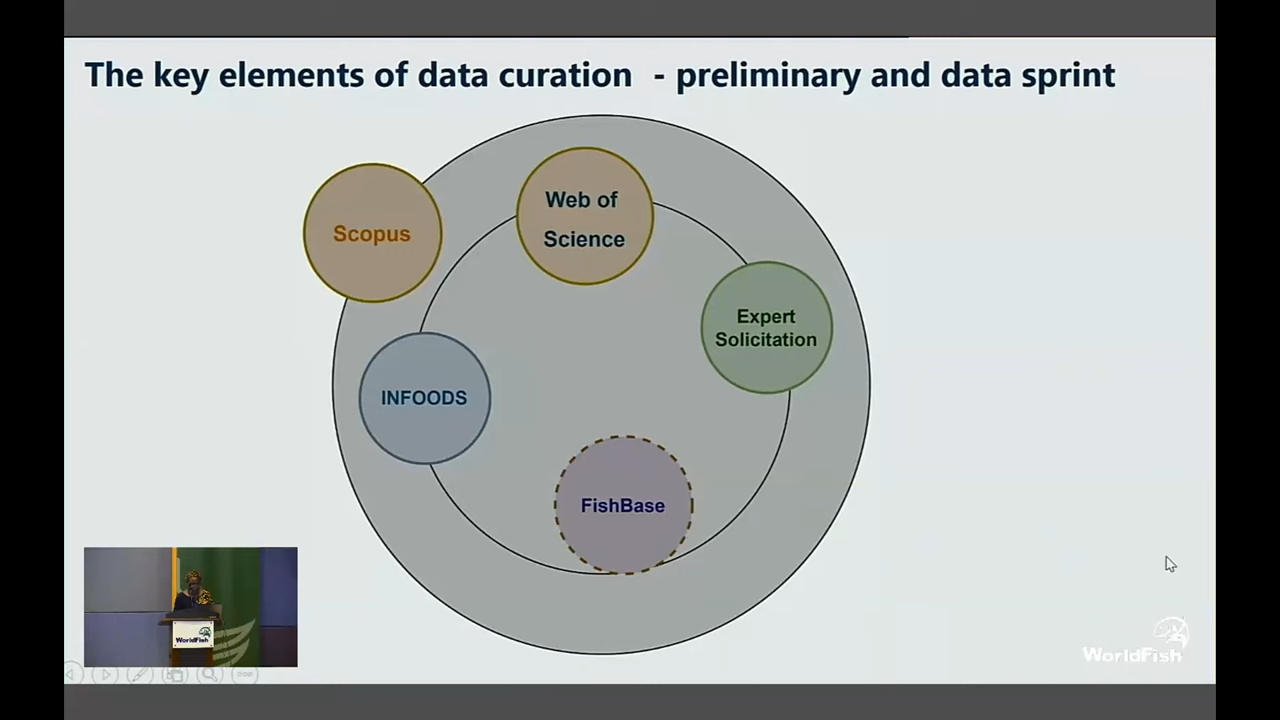 The key elements of data curation - preliminary and data sprint
Web of
Science
Scopus
Expert
Solicitation
INFOODS
FishBase
WorldFish
WorldFish